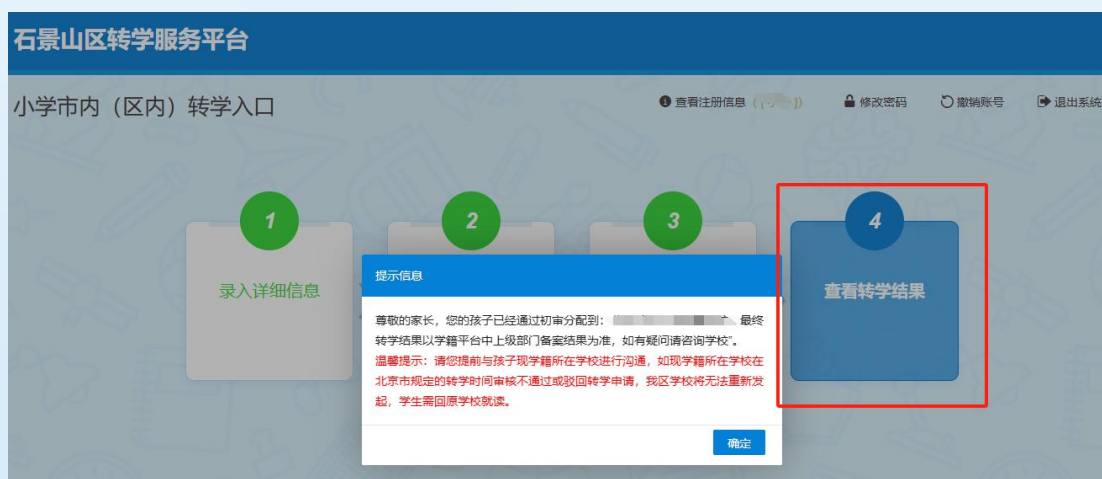 石景山区转学服务平台
小学市内（区内）转学入口
查看注册信息（
修改密码
撤销账号
退出系统
1
2
3
4
录入详细信息
查看转学结果
提示信息
尊敬的家长，您的孩子已经通过初审分配到：
，最终
转学结果以学籍平台中上级部门备案结果为准，如有疑问请咨询学校”。
温馨提示：请您提前与孩子现学籍所在学校进行沟通，如现学籍所在学校在
北京市规定的转学时间审核不通过或驳回转学申请，我区学校将无法重新发
起，学生需回原学校就读。
确定